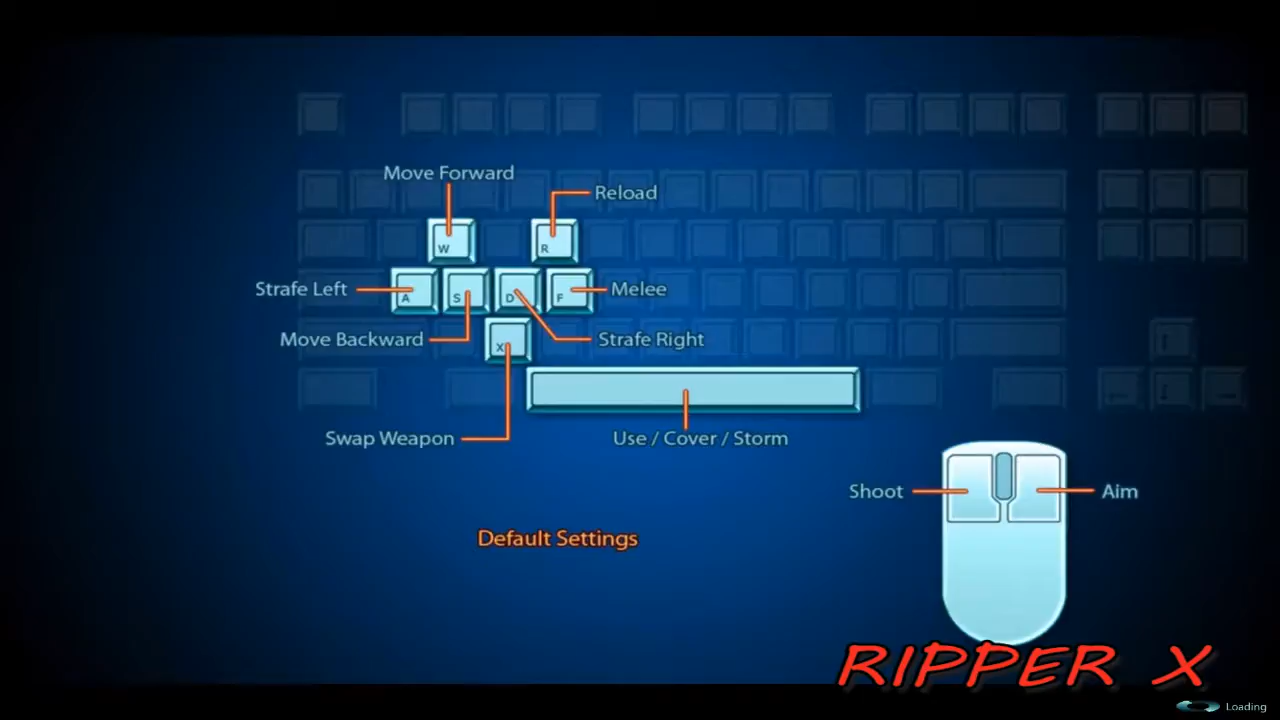 Move Forward
Reload
W
R
Strafe Left
A
S
D
F
Melee
Move Backward
X
Strafe Right
Swap Weapon
Use / Cover / Storm
Shoot
Aim
Default Settings
RIPPER X
Loading